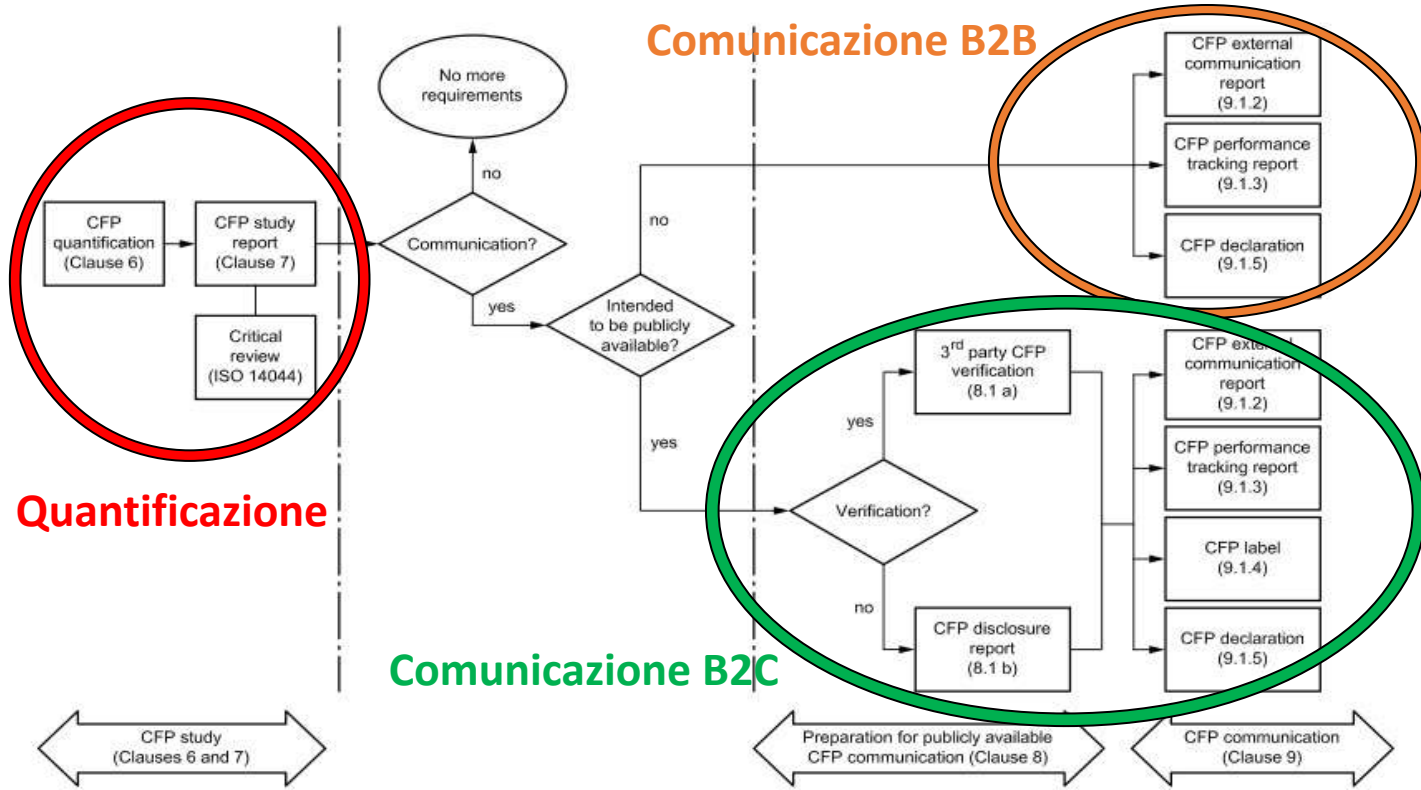 Comunicazione B2B
No more
requirements
CFP external
communication
report
(9.1.2)
CFP performance
tracking report
(9.1.3)
CFP declaration
(9.1.5)
no
no
CFP
quantification
(Clause 6)
CFP study
report
(Clause 7)
Communication?
yes
Intended
to be publicly
available?
Critical
review
(ISO 14044)
3rd party CFP
verification
(8.1 a)
CFP external
communication
report
(9.1.2)
yes
yes
CFP performance
tracking report
(9.1.3)
Quantificazione
Verification?
CFP label
(9.1.4)
no
CFP disclosure
report
(8.1 b)
CFP declaration
(9.1.5)
Comunicazione B2C
CFP study
(Clauses 6 and 7)
Preparation for publicly available
CFP communication (Clause 8)
CFP communication
(Clause 9)